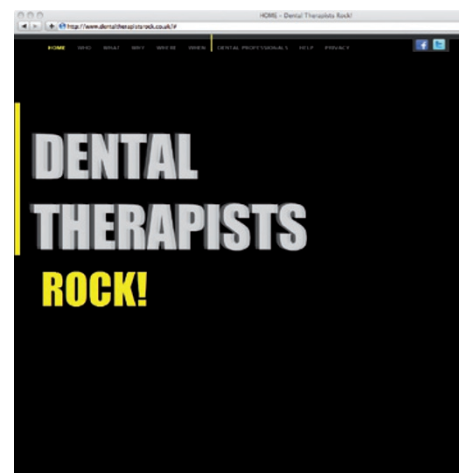 HOME - Dental Therapists Rock!
http://www.dentaltherapistsrock.co.uk/#
HOME WHO WHAT WHY WHERE WHEN DENTAL PROFESSIONALS HELP PRIVACY
DENTAL
THERAPISTS
ROCK!